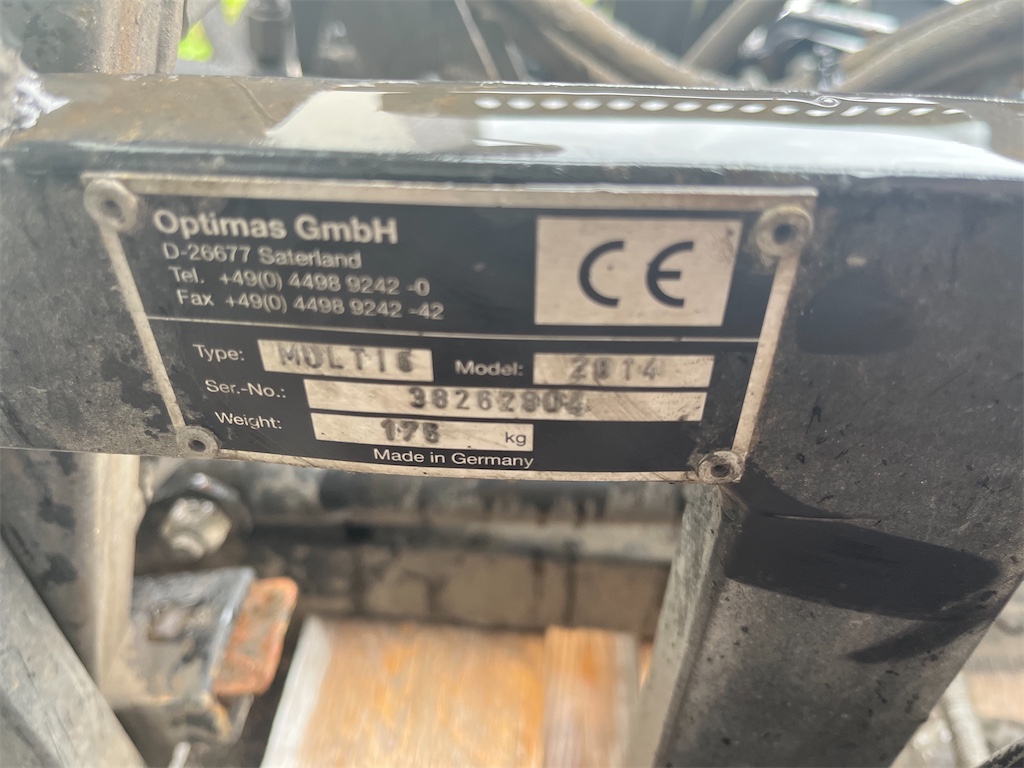 Optimas GmbH
D-26677 Saterland
Tel. +49(0) 4498 9242 -0
Fax +49(0) 4498 9242 -42
CE
Type: MULTI6 Model: 2014
Ser.-No.: 38262804
Weight: 176 kg
Made in Germany